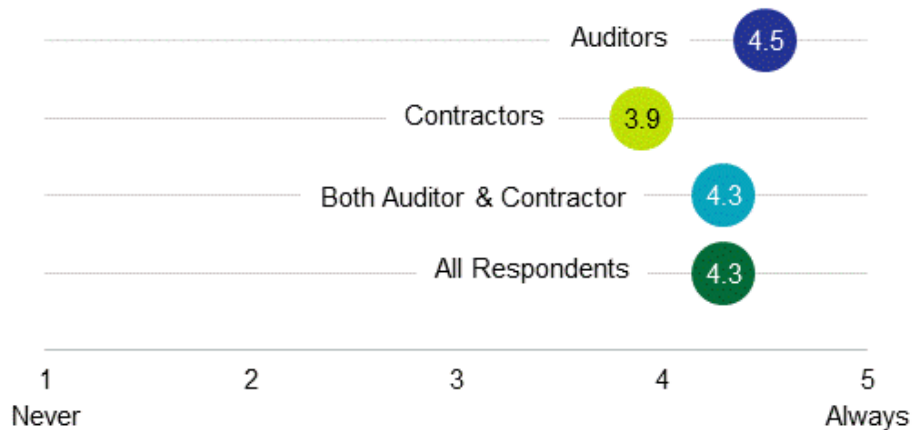 Auditors 4.5
Contractors 3.9
Both Auditor & Contractor 4.3
All Respondents 4.3
1 2 3 4 5
Never Always